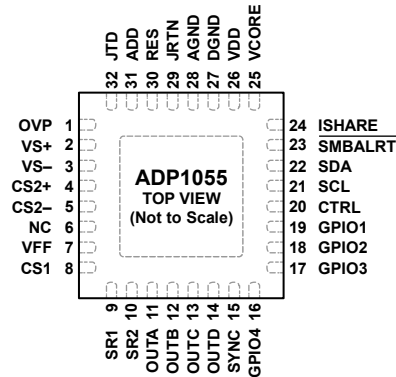 32 JTD
31 ADD
30 RES
29 JRTN
28 AGND
27 DGND
26 VDD
25 VCORE
OVP 1
VS+ 2
VS– 3
CS2+ 4
CS2– 5
NC 6
VFF 7
CS1 8
ADP1055
TOP VIEW
(Not to Scale)
24 ISHARE
23 SMBALRT
22 SDA
21 SCL
20 CTRL
19 GPIO1
18 GPIO2
17 GPIO3
SR1 9
SR2 10
OUTA 11
OUTB 12
OUTC 13
OUTD 14
SYNC 15
GPIO4 16